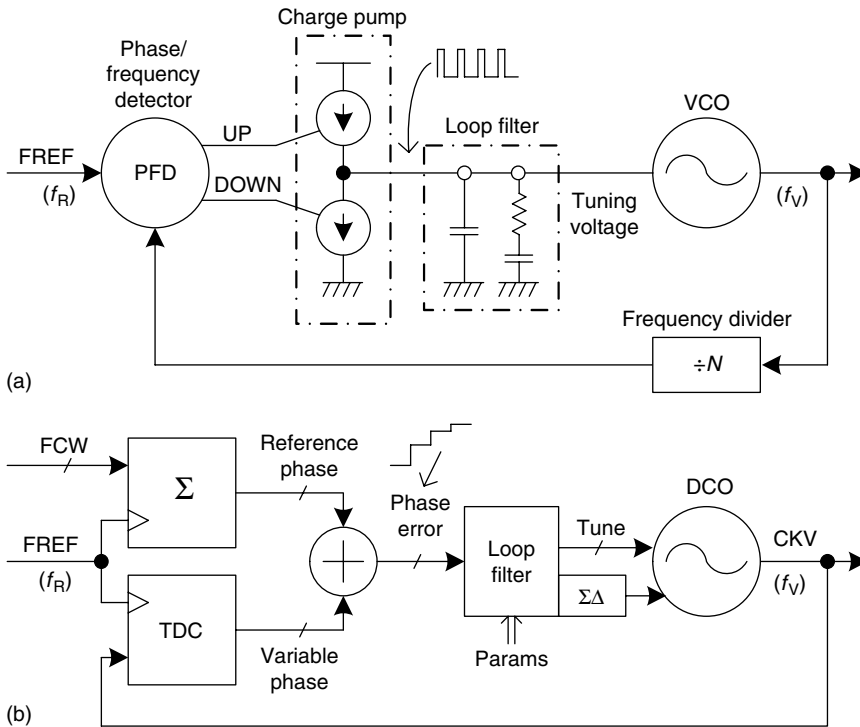 Charge pump
Phase/
frequency
detector
VCO
UP
Loop filter
FREF
PFD
(fR)
DOWN
Tuning
voltage
(fV)
Frequency divider
÷N
(a)
FCW
Reference
phase
Σ
Phase
error
DCO
Tune
CKV
FREF
(fR)
Loop
filter
(fV)
ΣΔ
TDC
Variable
phase
Params
(b)